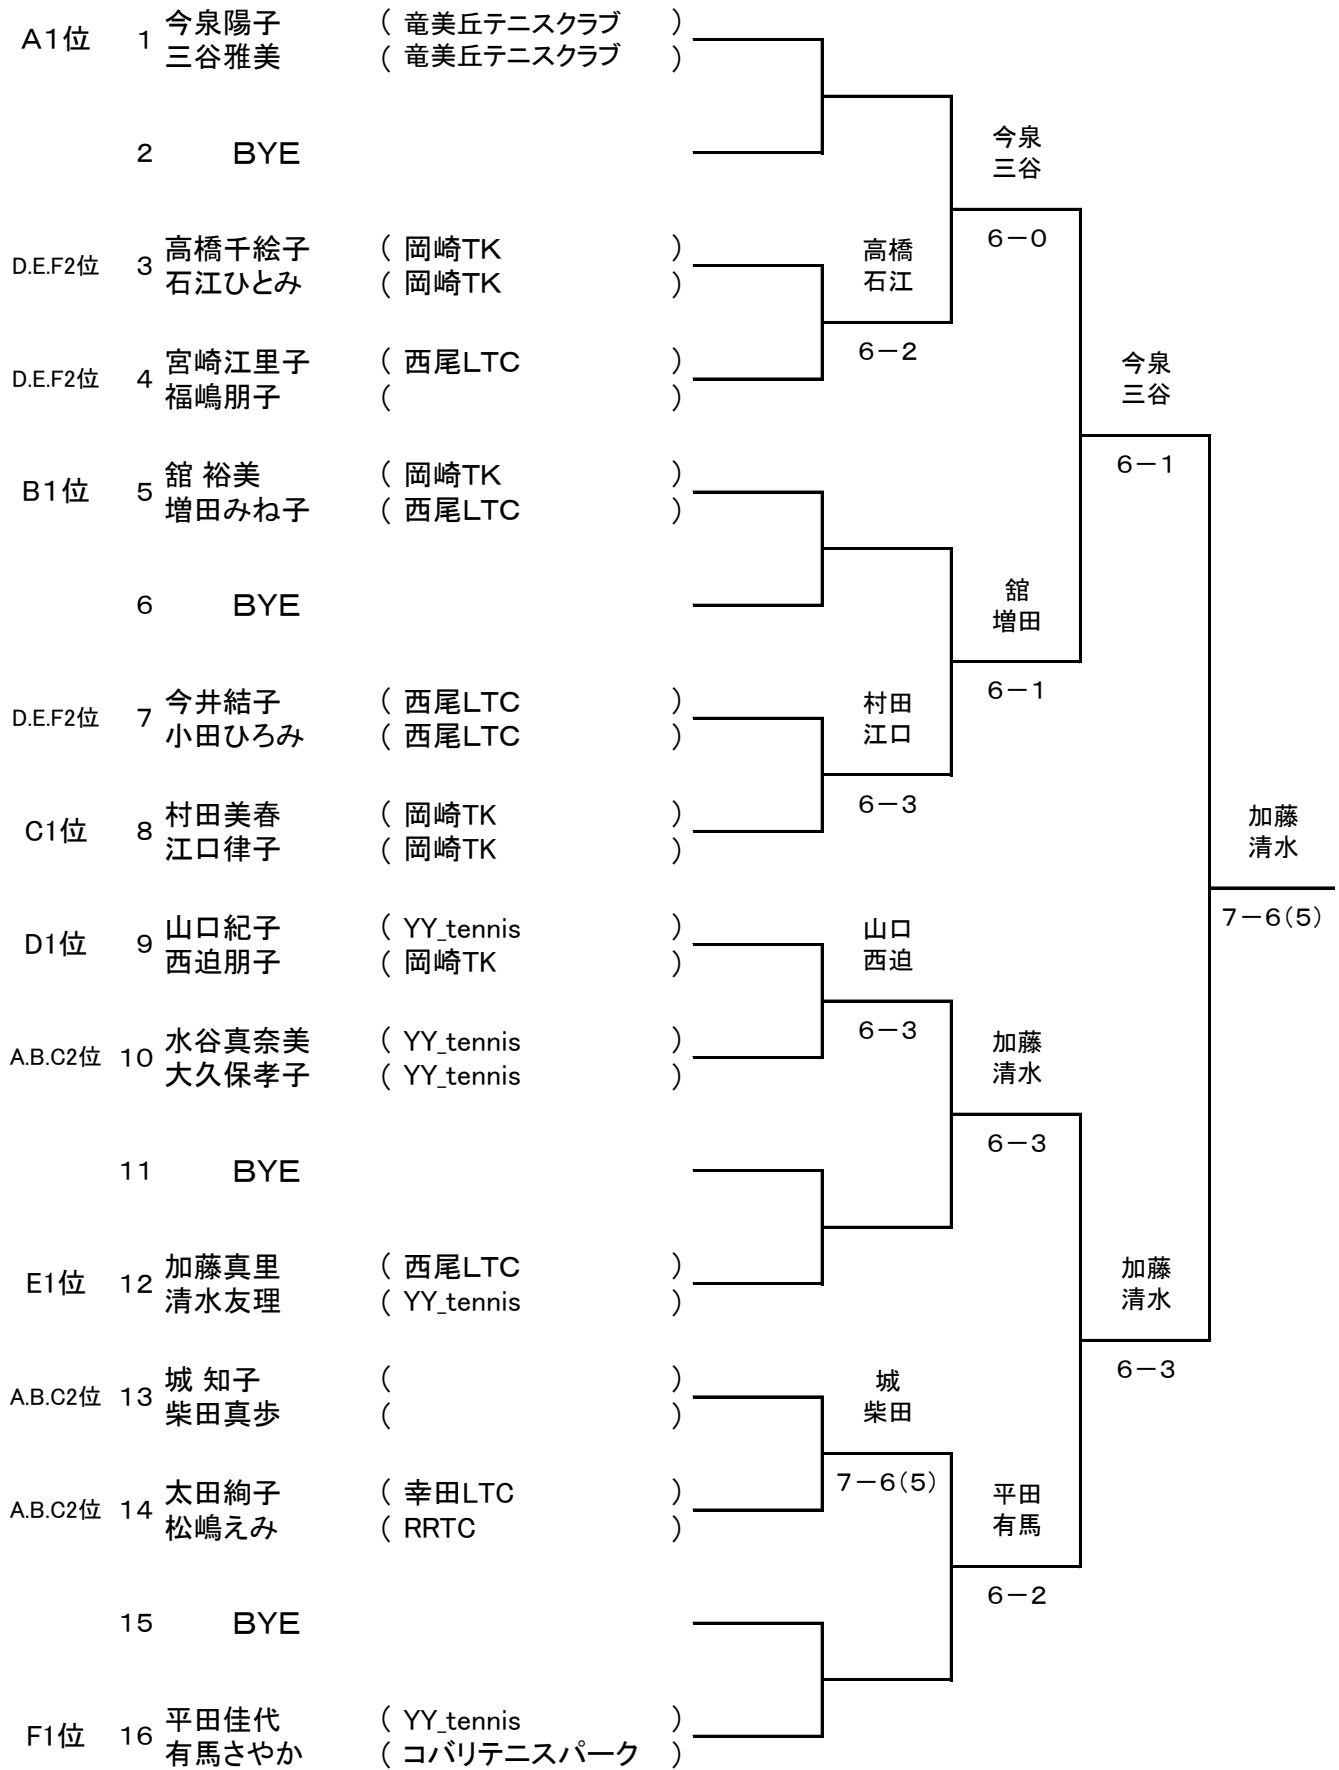 A1位 1 今泉陽子 ( 竜美丘テニスクラブ )
三谷雅美 ( 竜美丘テニスクラブ )
2 BYE
今泉
三谷
6－0
D.E.F2位 3 高橋千絵子 ( 岡崎TK )
石江ひとみ ( 岡崎TK )
高橋
石江
6－2
D.E.F2位 4 宮崎江里子 ( 西尾LTC )
福嶋朋子 ( )
今泉
三谷
6－1
B1位 5 舘 裕美 ( 岡崎TK )
増田みね子 ( 西尾LTC )
6 BYE
舘
増田
6－1
D.E.F2位 7 今井結子 ( 西尾LTC )
小田ひろみ ( 西尾LTC )
村田
江口
6－3
C1位 8 村田美春 ( 岡崎TK )
江口律子 ( 岡崎TK )
加藤
清水
7－6(5)
D1位 9 山口紀子 ( YY_tennis )
西迫朋子 ( 岡崎TK )
山口
西迫
6－3
A.B.C2位 10 水谷真奈美 ( YY_tennis )
大久保孝子 ( YY_tennis )
加藤
清水
6－3
11 BYE
E1位 12 加藤真里 ( 西尾LTC )
清水友理 ( YY_tennis )
加藤
清水
6－3
A.B.C2位 13 城 知子 ( )
柴田真歩 ( )
城
柴田
7－6(5)
A.B.C2位 14 太田絢子 ( 幸田LTC )
松嶋えみ ( RRTC )
平田
有馬
6－2
15 BYE
F1位 16 平田佳代 ( YY_tennis )
有馬さやか ( コバリテニスパーク )